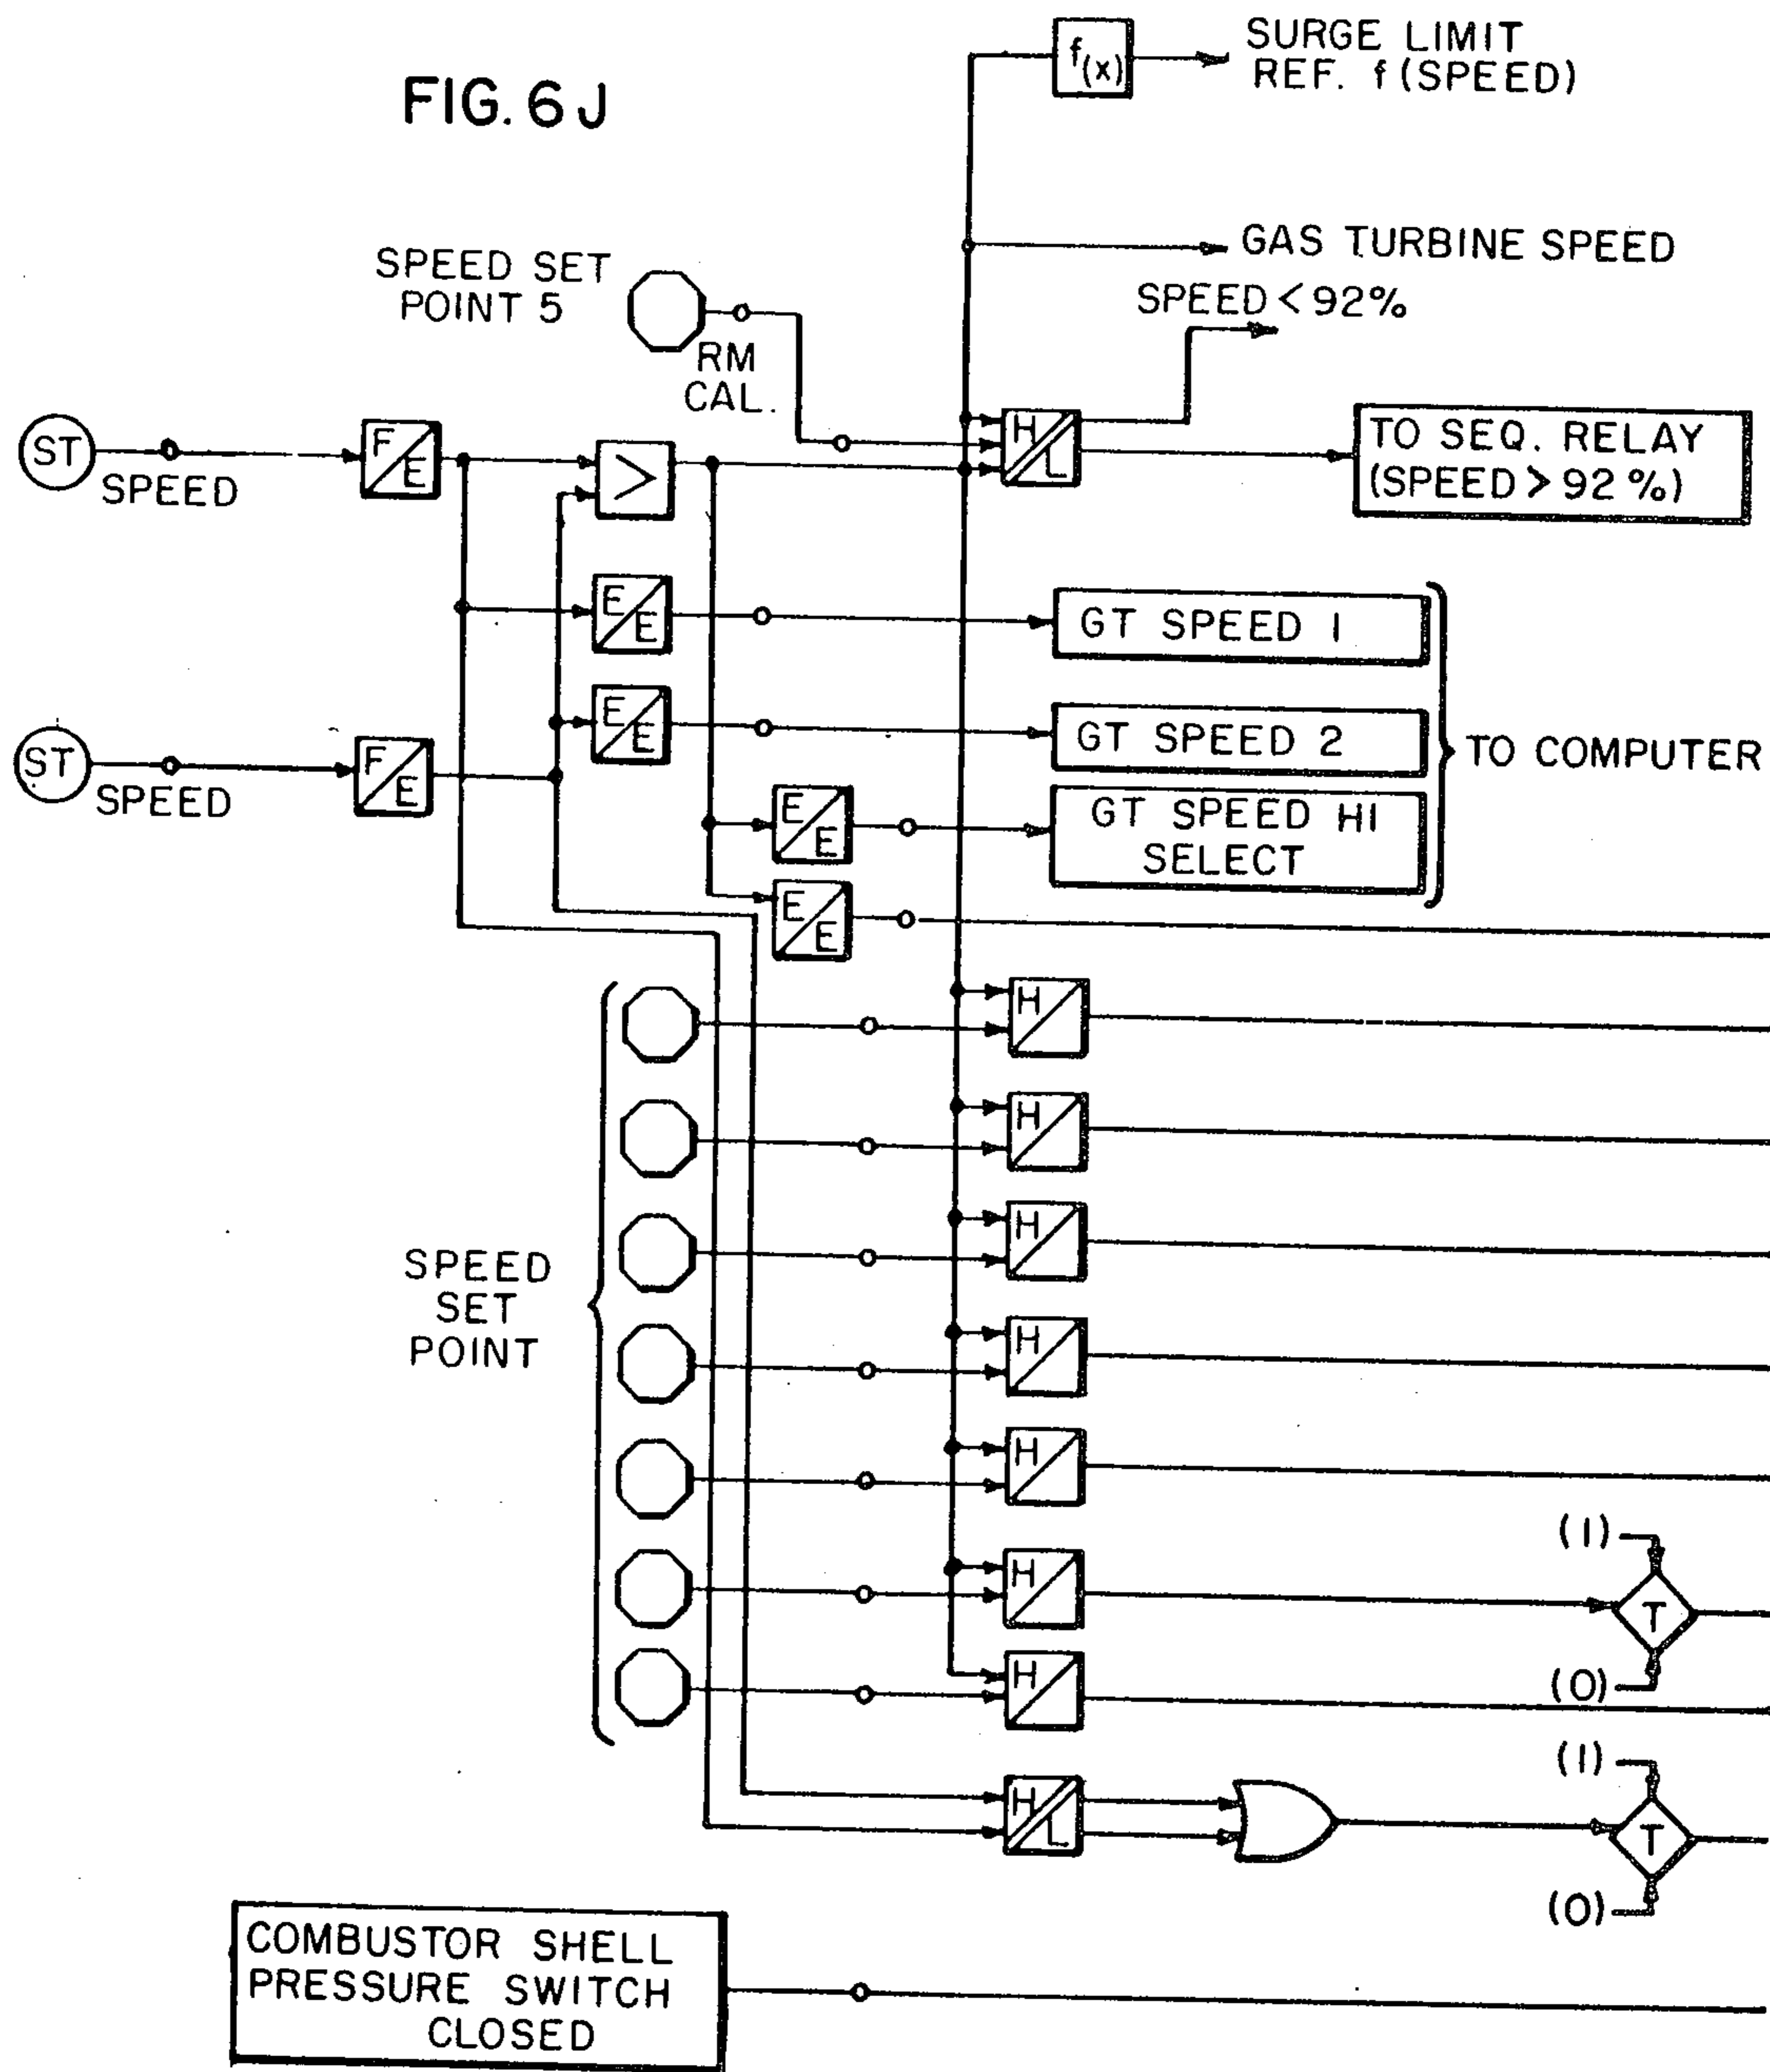 FIG. 6J
f(x)
SURGE LIMIT
REF. f (SPEED)
GAS TURBINE SPEED
SPEED SET
POINT 5
RM
CAL.
SPEED < 92%
ST
SPEED
F/E
>
H/L
TO SEQ. RELAY
(SPEED > 92 %)
E/E
GT SPEED 1
E/E
GT SPEED 2
TO COMPUTER
ST
SPEED
F/E
E/E
GT SPEED HI
SELECT
E/E
H
H
H
SPEED
SET
POINT
H
H
(1)
H
T
(0)
H
(1)
H/L
T
(0)
COMBUSTOR SHELL
PRESSURE SWITCH
CLOSED